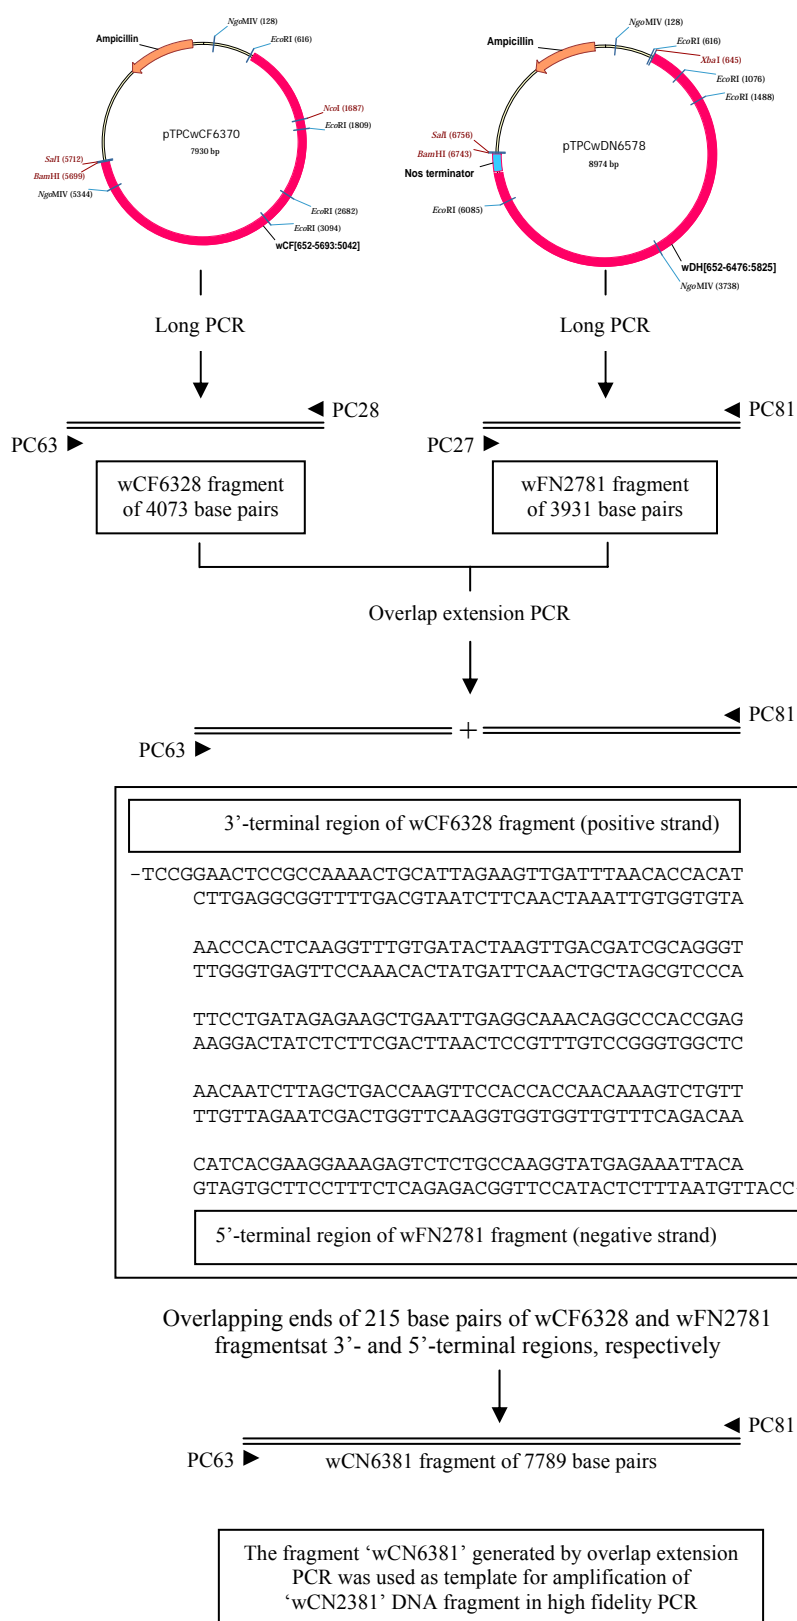 NgoMIV (128)
Ampicillin
EcoRI (616)
NcoI (1687)
EcoRI (1809)
pTPCwCF6370
7930 bp
SalI (5712)
BamHI (5699)
NgoMIV (5344)
EcoRI (2682)
EcoRI (3094)
wCF[652-5693:5042]
NgoMIV (128)
Ampicillin
EcoRI (616)
XbaI (645)
EcoRI (1076)
EcoRI (1488)
pTPCwDN6578
8974 bp
SalI (6756)
BamHI (6743)
Nos terminator
EcoRI (6085)
wDH[652-6476:5825]
NgoMIV (3738)
Long PCR
Long PCR
PC28
PC63
PC81
PC27
wCF6328 fragment
of 4073 base pairs
wFN2781 fragment
of 3931 base pairs
Overlap extension PCR
PC81
+
PC63
3’-terminal region of wCF6328 fragment (positive strand)
-TCCGGAACTCCGCCAAAACTGCATTAGAAGTTGATTTAACACCACAT
CTTGAGGCGGTTTTGACGTAATCTTCAACTAAATTGTGGTGTA
AACCCACTCAAGGTTTGTGATACTAAGTTGACGATCGCAGGGT
TTGGGTGAGTTCCAAACACTATGATTCAACTGCTAGCGTCCCA
TTCCTGATAGAGAAGCTGAATTGAGGCAAACAGGCCCACCGAG
AAGGACTATCTCTTCGACTTAACTCCGTTTGTCCGGGTGGCTC
AACAATCTTAGCTGACCAAGTTCCACCACCAACAAAGTCTGTT
TTGTTAGAATCGACTGGTTCAAGGTGGTGGTTGTTTCAGACAA
CATCACGAAGGAAAGAGTCTCTGCCAAGGTATGAGAAATTACA
GTAGTGCTTCCTTTCTCAGAGACGGTTCCATACTCTTTAATGTTACC
5’-terminal region of wFN2781 fragment (negative strand)
Overlapping ends of 215 base pairs of wCF6328 and wFN2781
fragmentsat 3’- and 5’-terminal regions, respectively
PC81
PC63
wCN6381 fragment of 7789 base pairs
The fragment ‘wCN6381’ generated by overlap extension
PCR was used as template for amplification of
‘wCN2381’ DNA fragment in high fidelity PCR